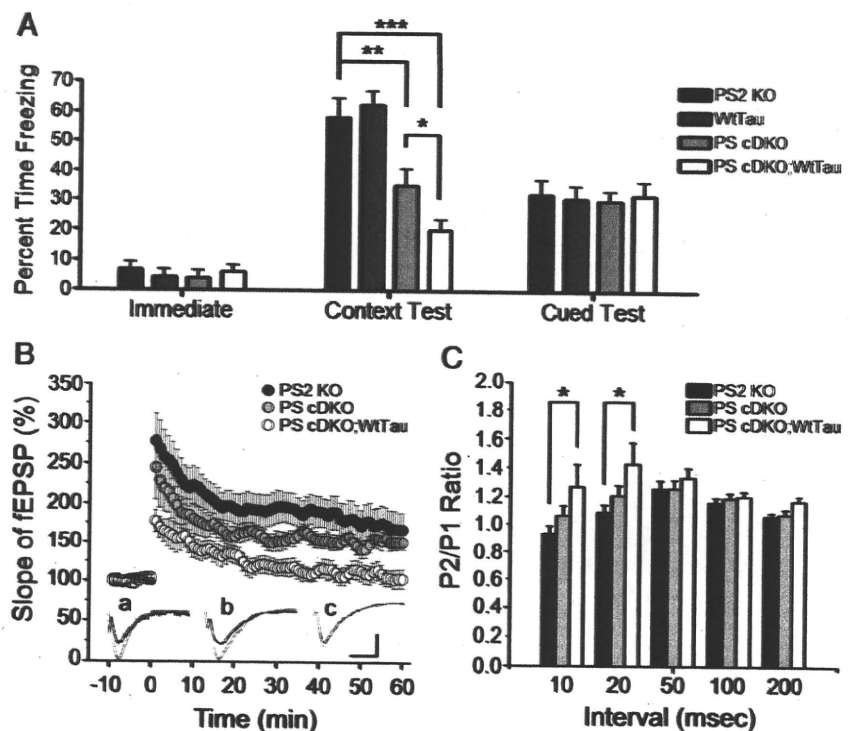 A
Percent Time Freezing
70
60
50
40
30
20
10
0
***
**
*
PS2 KO
WtTau
PS cDKO
PS cDKO;WtTau
Immediate
Context Test
Cued Test
B
Slope of fEPSP (%)
350
300
250
200
150
100
50
0
PS2 KO
PS cDKO
PS cDKO;WtTau
a
b
c
-10
0
10
20
30
40
50
60
Time (min)
C
P2/P1 Ratio
2.0
1.8
1.6
1.4
1.2
1.0
0.8
0.6
0.4
0.2
0.0
*
*
PS2 KO
PS cDKO
PS cDKO;WtTau
10
20
50
100
200
Interval (msec)